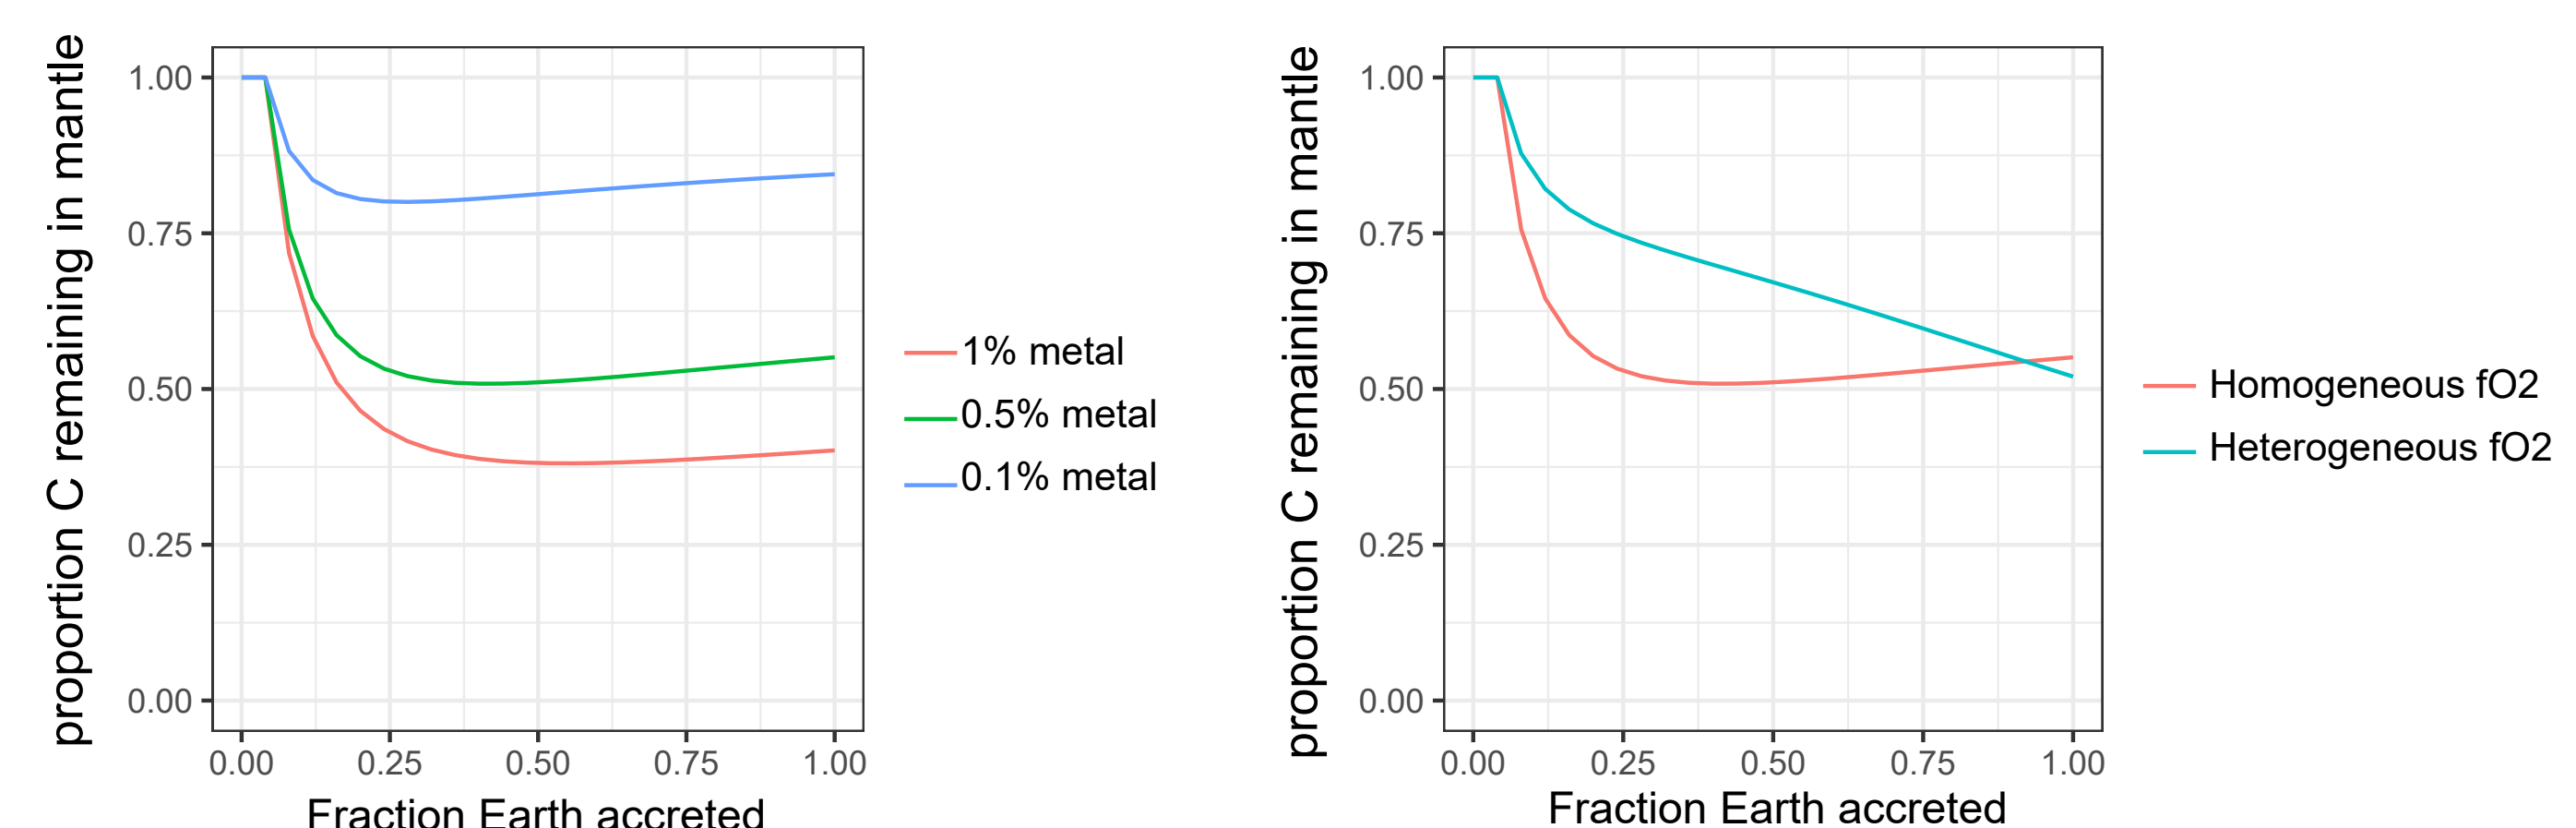 proportion C remaining in mantle
1.00
0.75
0.50
0.25
0.00
0.00 0.25 0.50 0.75 1.00
Fraction Earth accreted
1% metal
0.5% metal
0.1% metal
proportion C remaining in mantle
1.00
0.75
0.50
0.25
0.00
0.00 0.25 0.50 0.75 1.00
Fraction Earth accreted
Homogeneous fO2
Heterogeneous fO2